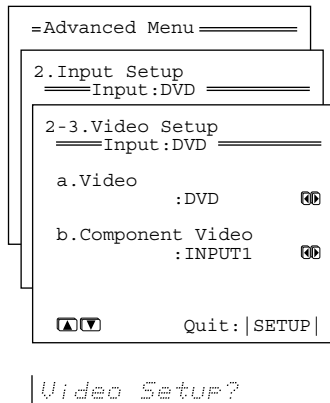 =Advanced Menu
2.Input Setup
Input:DVD
2-3.Video Setup
Input:DVD
a.Video
:DVD
b.Component Video
:INPUT1
Quit:|SETUP|
Video Setup?